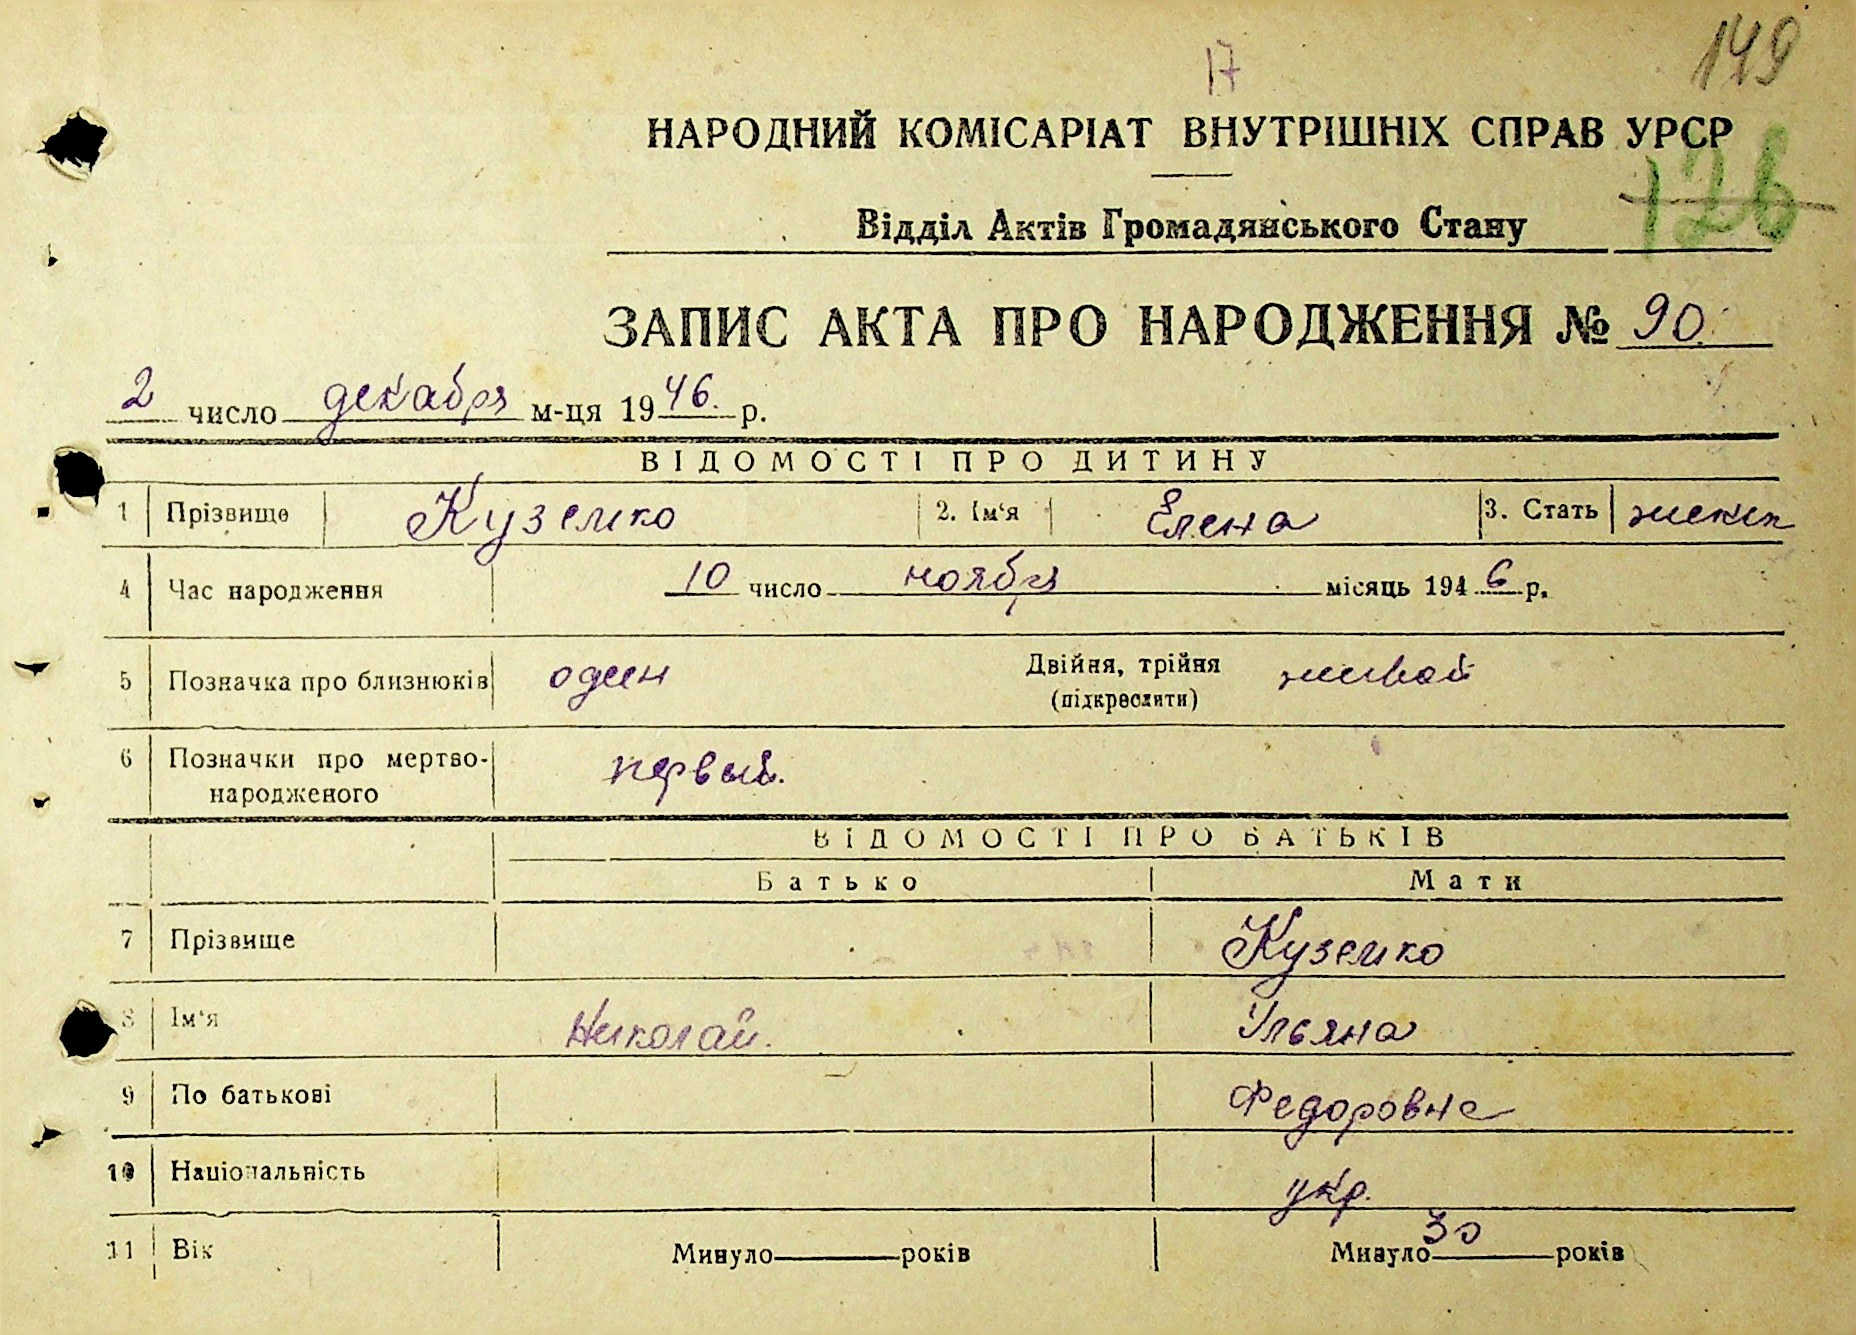 149
17
НАРОДНИЙ КОМІСАРІАТ ВНУТРІШНІХ СПРАВ УРСР
126
Відділ Актів Громадянського Стану
ЗАПИС АКТА ПРО НАРОДЖЕННЯ № 90.
2 число декабря м-ця 1946. р.
ВІДОМОСТІ ПРО ДИТИНУ
1 Прізвище Куземко 2. Ім‘я Елена 3. Стать женск
4 Час народження 10 число ноября місяць 1946 р.
5 Позначка про близнюків один Двійня, трійня (підкреслити) живой
6 Позначки про мертво-
народженого первый.
ВІДОМОСТІ ПРО БАТЬКІВ
Батько Мати
7 Прізвище Куземко
8 Ім‘я Николай. Ульяна
9 По батькові Федоровна
10 Національність укр.
11 Вік Минуло років Минуло 30 років